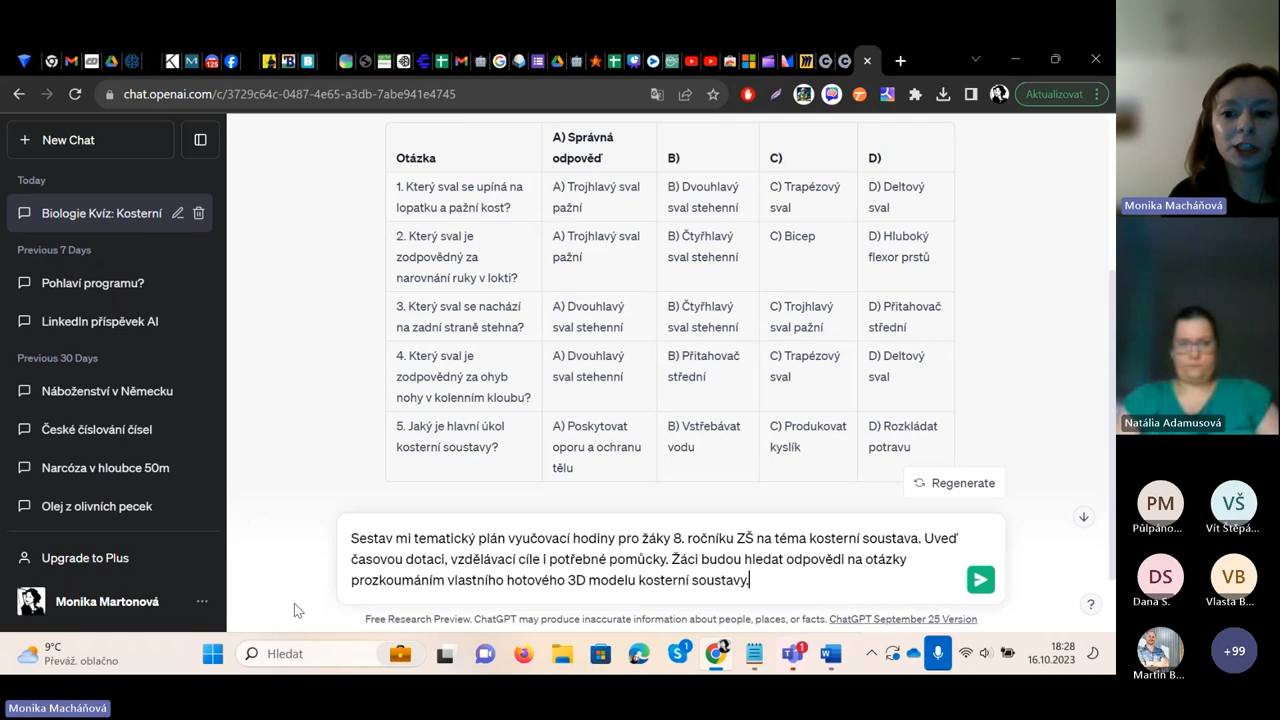 chat.openai.com/c/3729c64c-0487-4e65-a3db-7abe941e4745
Aktualizovat
New Chat
Today
Biologie Kvíz: Kosterní
Previous 7 Days
Pohlaví programu?
LinkedIn příspěvek AI
Previous 30 Days
Náboženství v Německu
České číslování čísel
Narcóza v hloubce 50m
Olej z olivních pecek
Upgrade to Plus
Monika Martonová
Otázka
A) Správná
odpověď
B)
C)
D)
1. Který sval se upíná na
lopatku a pažní kost?
A) Trojhlavý sval
pažní
B) Dvouhlavý
sval stehenní
C) Trapézový
sval
D) Deltový
sval
2. Který sval je
zodpovědný za
narovnání ruky v lokti?
A) Trojhlavý sval
pažní
B) Čtyřhlavý
sval stehenní
C) Bicep
D) Hluboký
flexor prstů
3. Který sval se nachází
na zadní straně stehna?
A) Dvouhlavý
sval stehenní
B) Čtyřhlavý
sval stehenní
C) Trojhlavý
sval pažní
D) Přitahovač
střední
4. Který sval je
zodpovědný za ohyb
nohy v kolenním kloubu?
A) Dvouhlavý
sval stehenní
B) Přitahovač
střední
C) Trapézový
sval
D) Deltový
sval
5. Jaký je hlavní úkol
kosterní soustavy?
A) Poskytovat
oporu a ochranu
tělu
B) Vstřebávat
vodu
C) Produkovat
kyslík
D) Rozkládat
potravu
Regenerate
Sestav mi tematický plán vyučovací hodiny pro žáky 8. ročníku ZŠ na téma kosterní soustava. Uveď
časovou dotaci, vzdělávací cíle i potřebné pomůcky. Žáci budou hledat odpovědi na otázky
prozkoumáním vlastního hotového 3D modelu kosterní soustavy.
Free Research Preview. ChatGPT may produce inaccurate information about people, places, or facts. ChatGPT September 25 Version
?
9°C
Převáž. oblačno
Hledat
18:28
16.10.2023
Monika Macháňová
Monika Macháňová
Natália Adamusová
PM
Půlpáno...
VŠ
Vít Štěpá...
DS
Dana S.
VB
Vlasta B...
Martin B...
+99